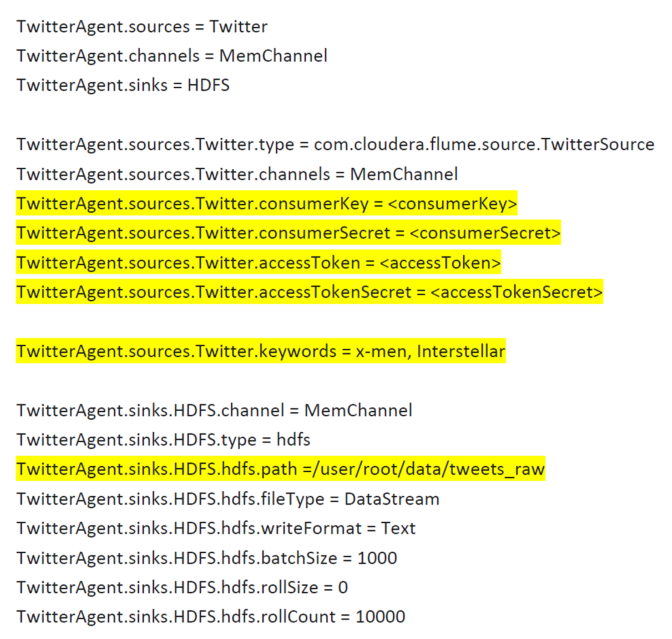 TwitterAgent.sources = Twitter
TwitterAgent.channels = MemChannel
TwitterAgent.sinks = HDFS
TwitterAgent.sources.Twitter.type = com.cloudera.flume.source.TwitterSource
TwitterAgent.sources.Twitter.channels = MemChannel
TwitterAgent.sources.Twitter.consumerKey = <consumerKey>
TwitterAgent.sources.Twitter.consumerSecret = <consumerSecret>
TwitterAgent.sources.Twitter.accessToken = <accessToken>
TwitterAgent.sources.Twitter.accessTokenSecret = <accessTokenSecret>
TwitterAgent.sources.Twitter.keywords = x-men, Interstellar
TwitterAgent.sinks.HDFS.channel = MemChannel
TwitterAgent.sinks.HDFS.type = hdfs
TwitterAgent.sinks.HDFS.hdfs.path =/user/root/data/tweets_raw
TwitterAgent.sinks.HDFS.hdfs.fileType = DataStream
TwitterAgent.sinks.HDFS.hdfs.writeFormat = Text
TwitterAgent.sinks.HDFS.hdfs.batchSize = 1000
TwitterAgent.sinks.HDFS.hdfs.rollSize = 0
TwitterAgent.sinks.HDFS.hdfs.rollCount = 10000